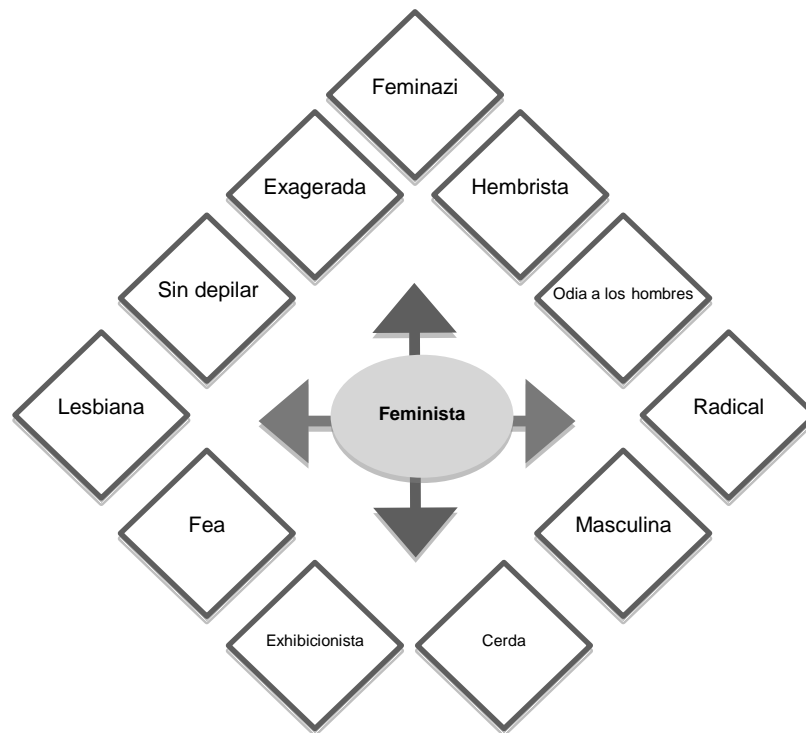 Feminazi
Exagerada
Hembrista
Sin depilar
Odia a los hombres
Lesbiana
Feminista
Radical
Fea
Masculina
Exhibicionista
Cerda